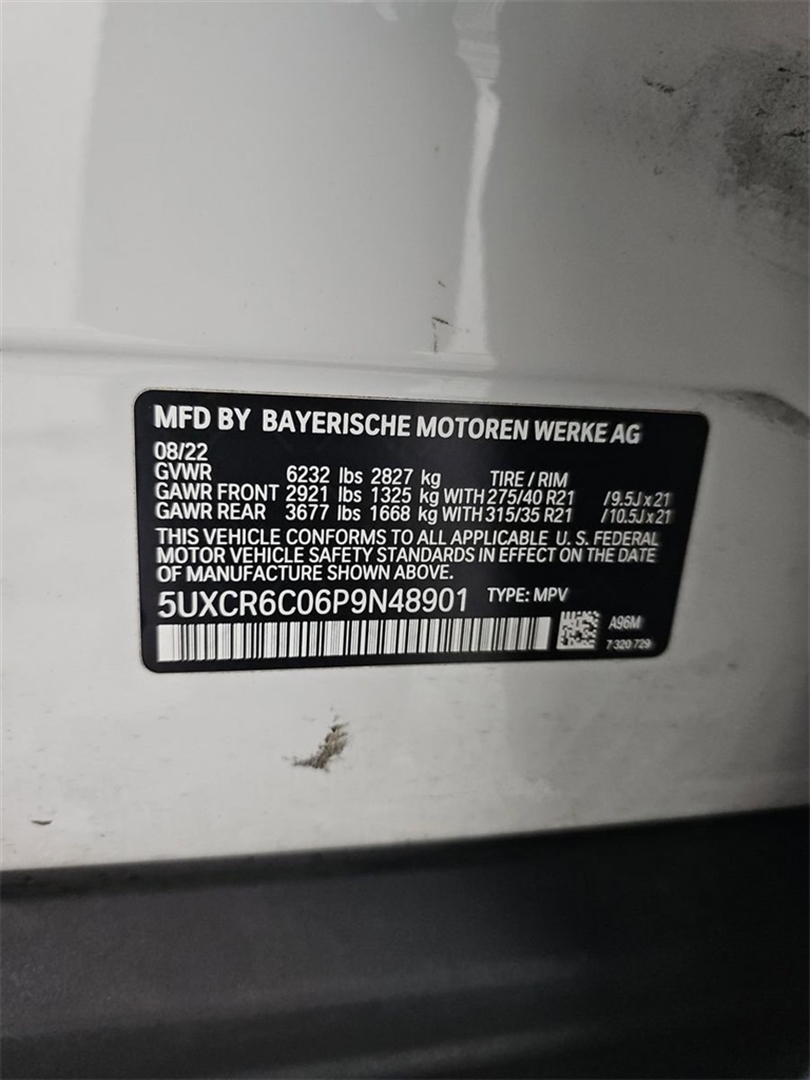 MFD BY BAYERISCHE MOTOREN WERKE AG
08/22
GVWR 6232 lbs 2827 kg TIRE / RIM
GAWR FRONT 2921 lbs 1325 kg WITH 275/40 R21 /9.5J x 21
GAWR REAR 3677 lbs 1668 kg WITH 315/35 R21 /10.5J x 21
THIS VEHICLE CONFORMS TO ALL APPLICABLE U. S. FEDERAL
MOTOR VEHICLE SAFETY STANDARDS IN EFFECT ON THE DATE
OF MANUFACTURE SHOWN ABOVE.
5UXCR6C06P9N48901 TYPE: MPV
A96M
7 320 729